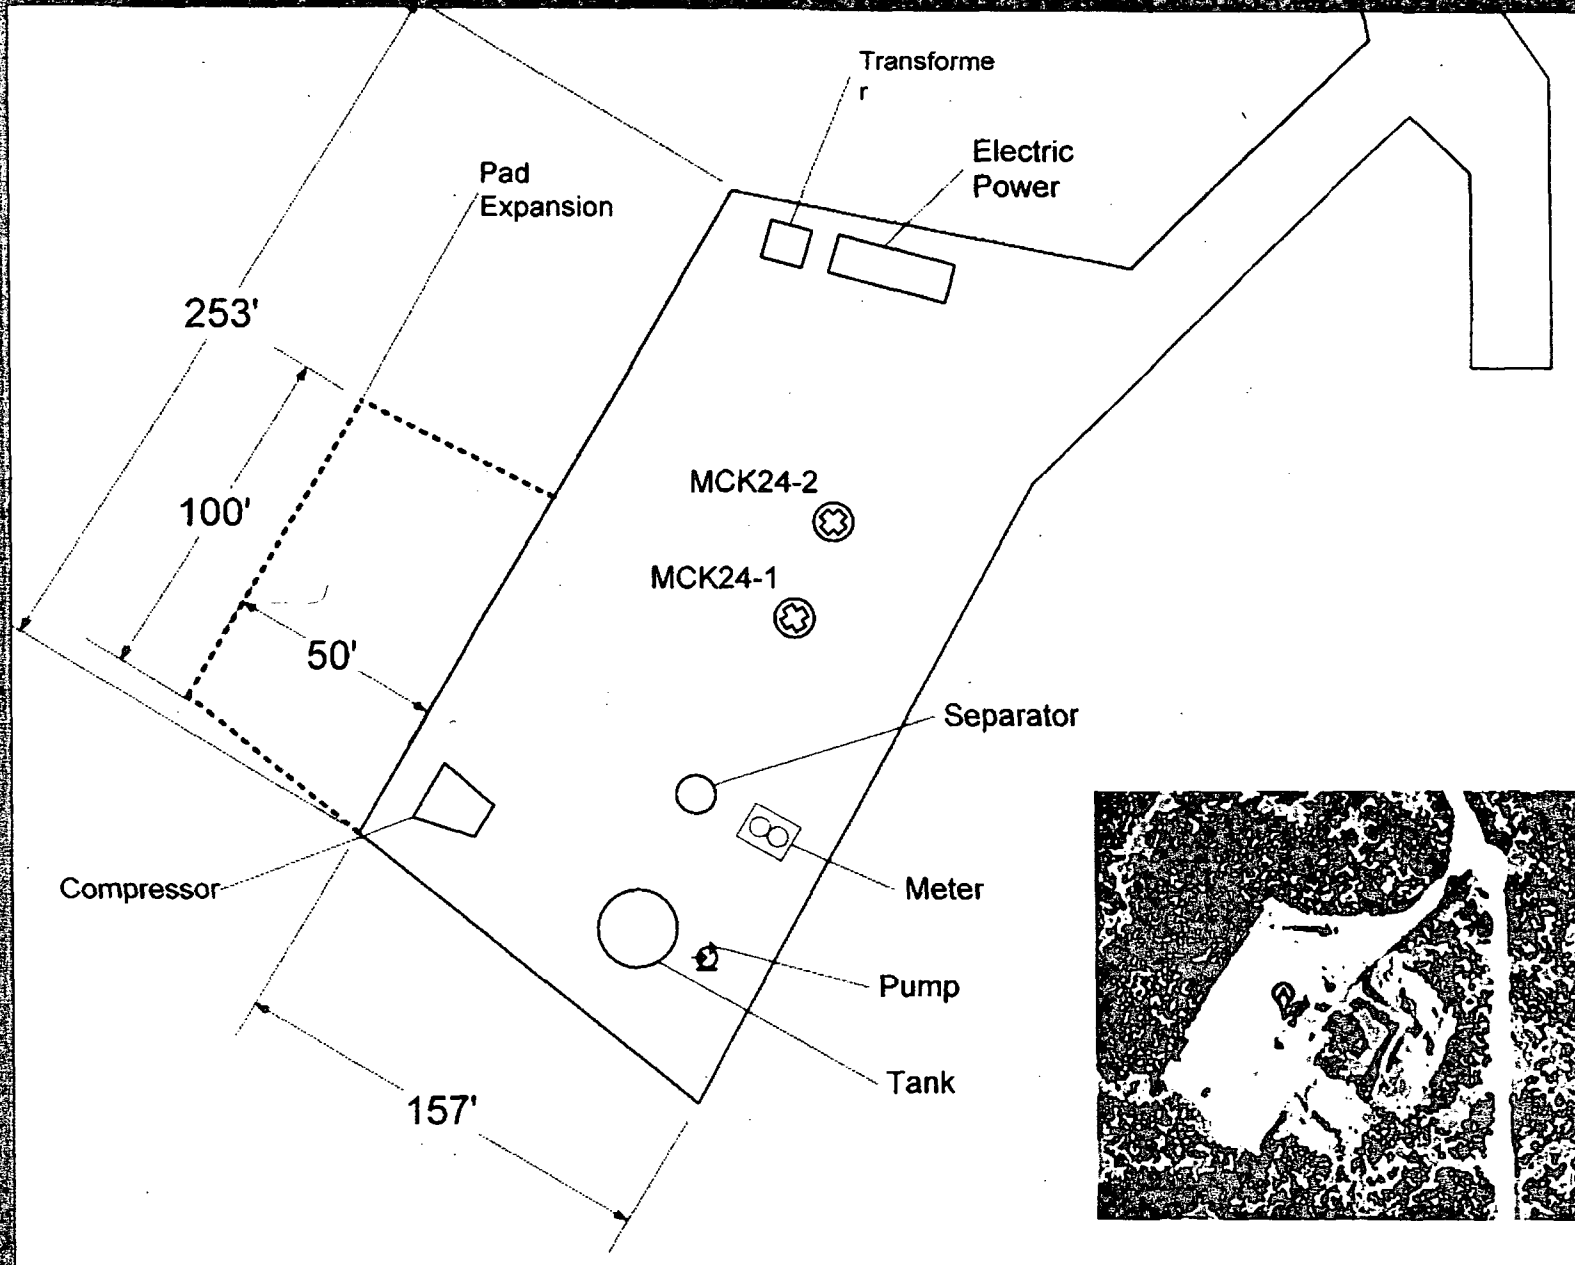 Transforme
r
Electric
Power
Pad
Expansion
253'
100'
MCK24-2
MCK24-1
50'
Separator
Compressor
Meter
Pump
Tank
157'